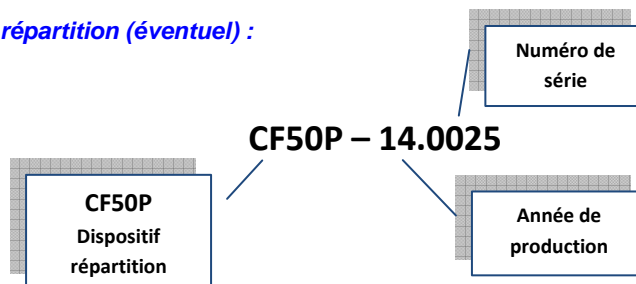 répartition (éventuel) :
Numéro de
série
CF50P – 14.0025
CF50P
Dispositif
répartition
Année de
production